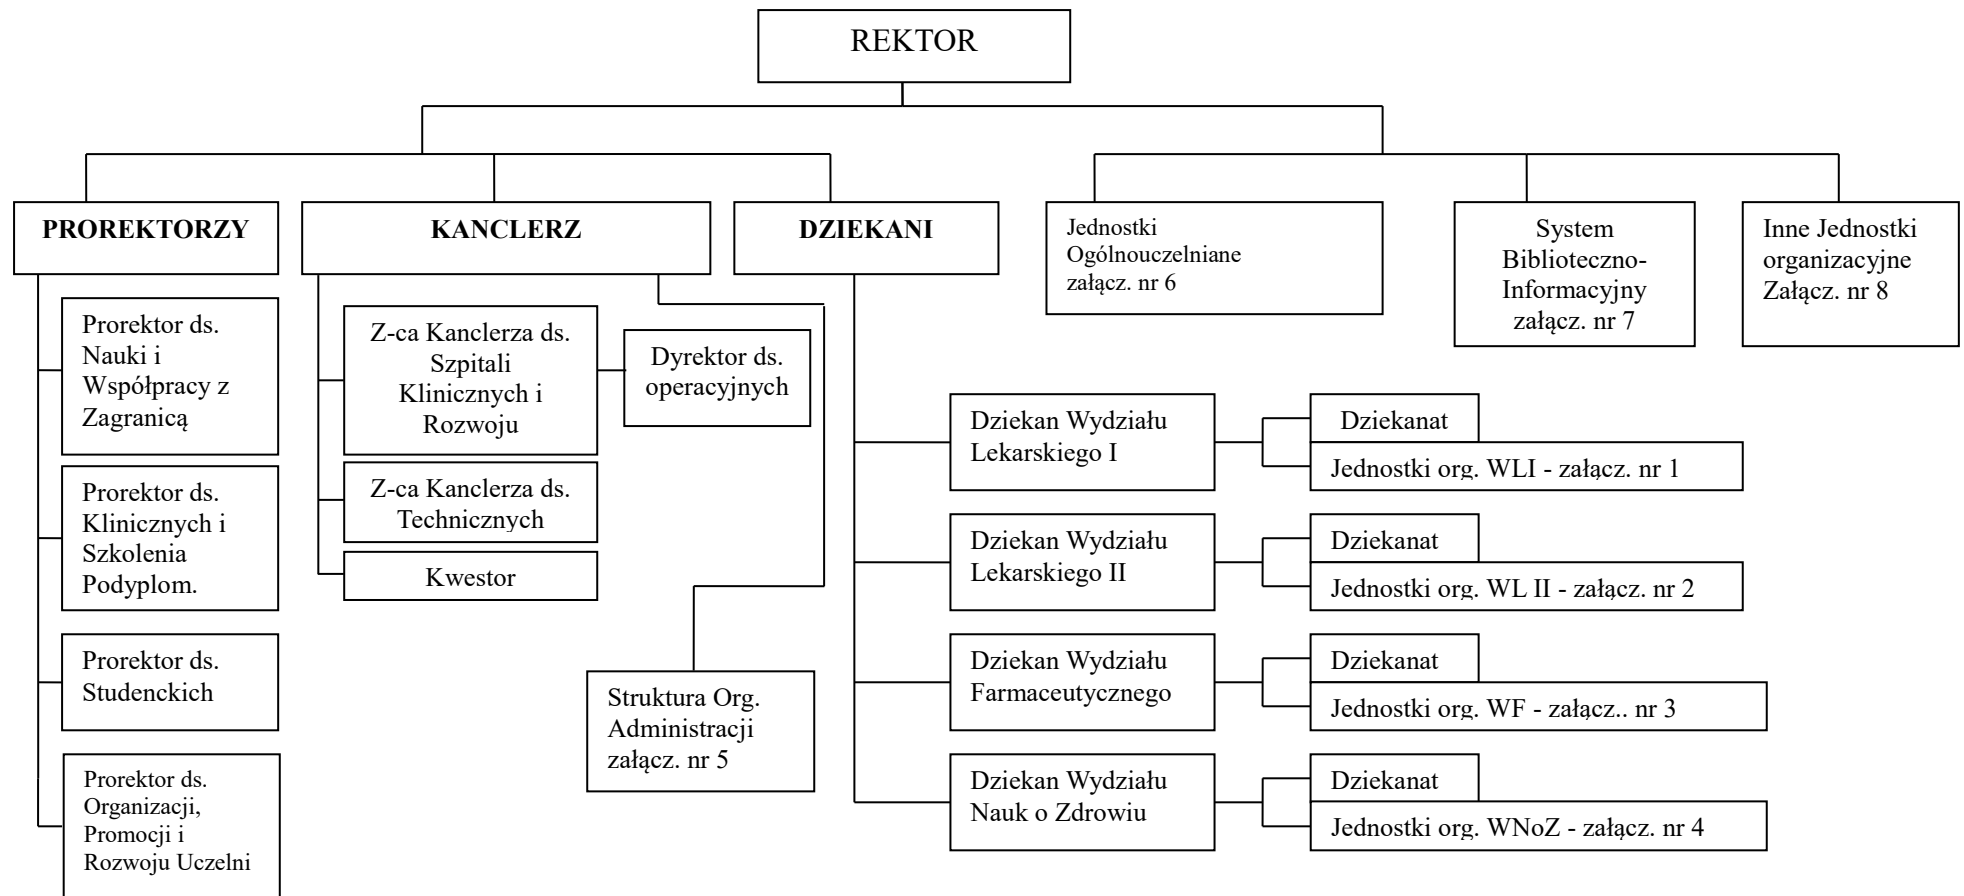 REKTOR
PROREKTORZY
KANCLERZ
DZIEKANI
Jednostki
Ogólnouczelniane
załącz. nr 6
System
Biblioteczno-
Informacyjny
załącz. nr 7
Inne Jednostki
organizacyjne
Załącz. nr 8
Prorektor ds.
Nauki i
Współpracy z
Zagranicą
Prorektor ds.
Klinicznych i
Szkolenia
Podyplom.
Prorektor ds.
Studenckich
Prorektor ds.
Organizacji,
Promocji i
Rozwoju Uczelni
Z-ca Kanclerza ds.
Szpitali
Klinicznych i
Rozwoju
Dyrektor ds.
operacyjnych
Z-ca Kanclerza ds.
Technicznych
Kwestor
Struktura Org.
Administracji
załącz. nr 5
Dziekan Wydziału
Lekarskiego I
Dziekanat
Jednostki org. WLI - załącz. nr 1
Dziekan Wydziału
Lekarskiego II
Dziekanat
Jednostki org. WL II - załącz. nr 2
Dziekan Wydziału
Farmaceutycznego
Dziekanat
Jednostki org. WF - załącz.. nr 3
Dziekan Wydziału
Nauk o Zdrowiu
Dziekanat
Jednostki org. WNoZ - załącz. nr 4